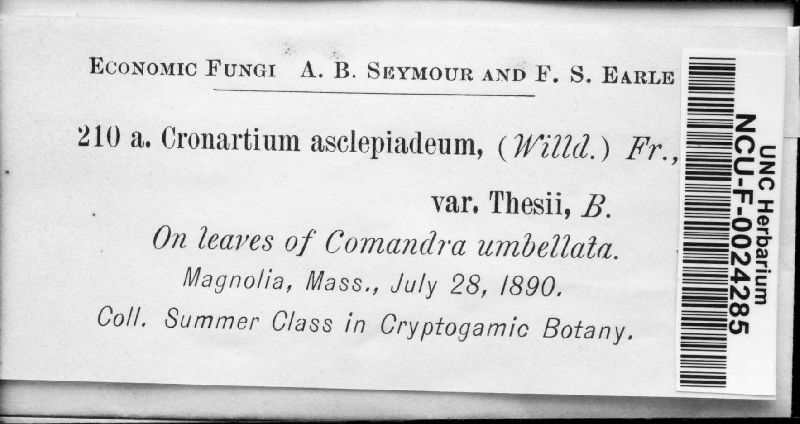 Economic Fungi A. B. Seymour and F. S. Earle
210 a. Cronartium asclepiadeum, (Willd.) Fr.,
var. Thesii, B.
On leaves of Comandra umbellata.
Magnolia, Mass., July 28, 1890.
Coll. Summer Class in Cryptogamic Botany.
UNC Herbarium
NCU-F-0024285